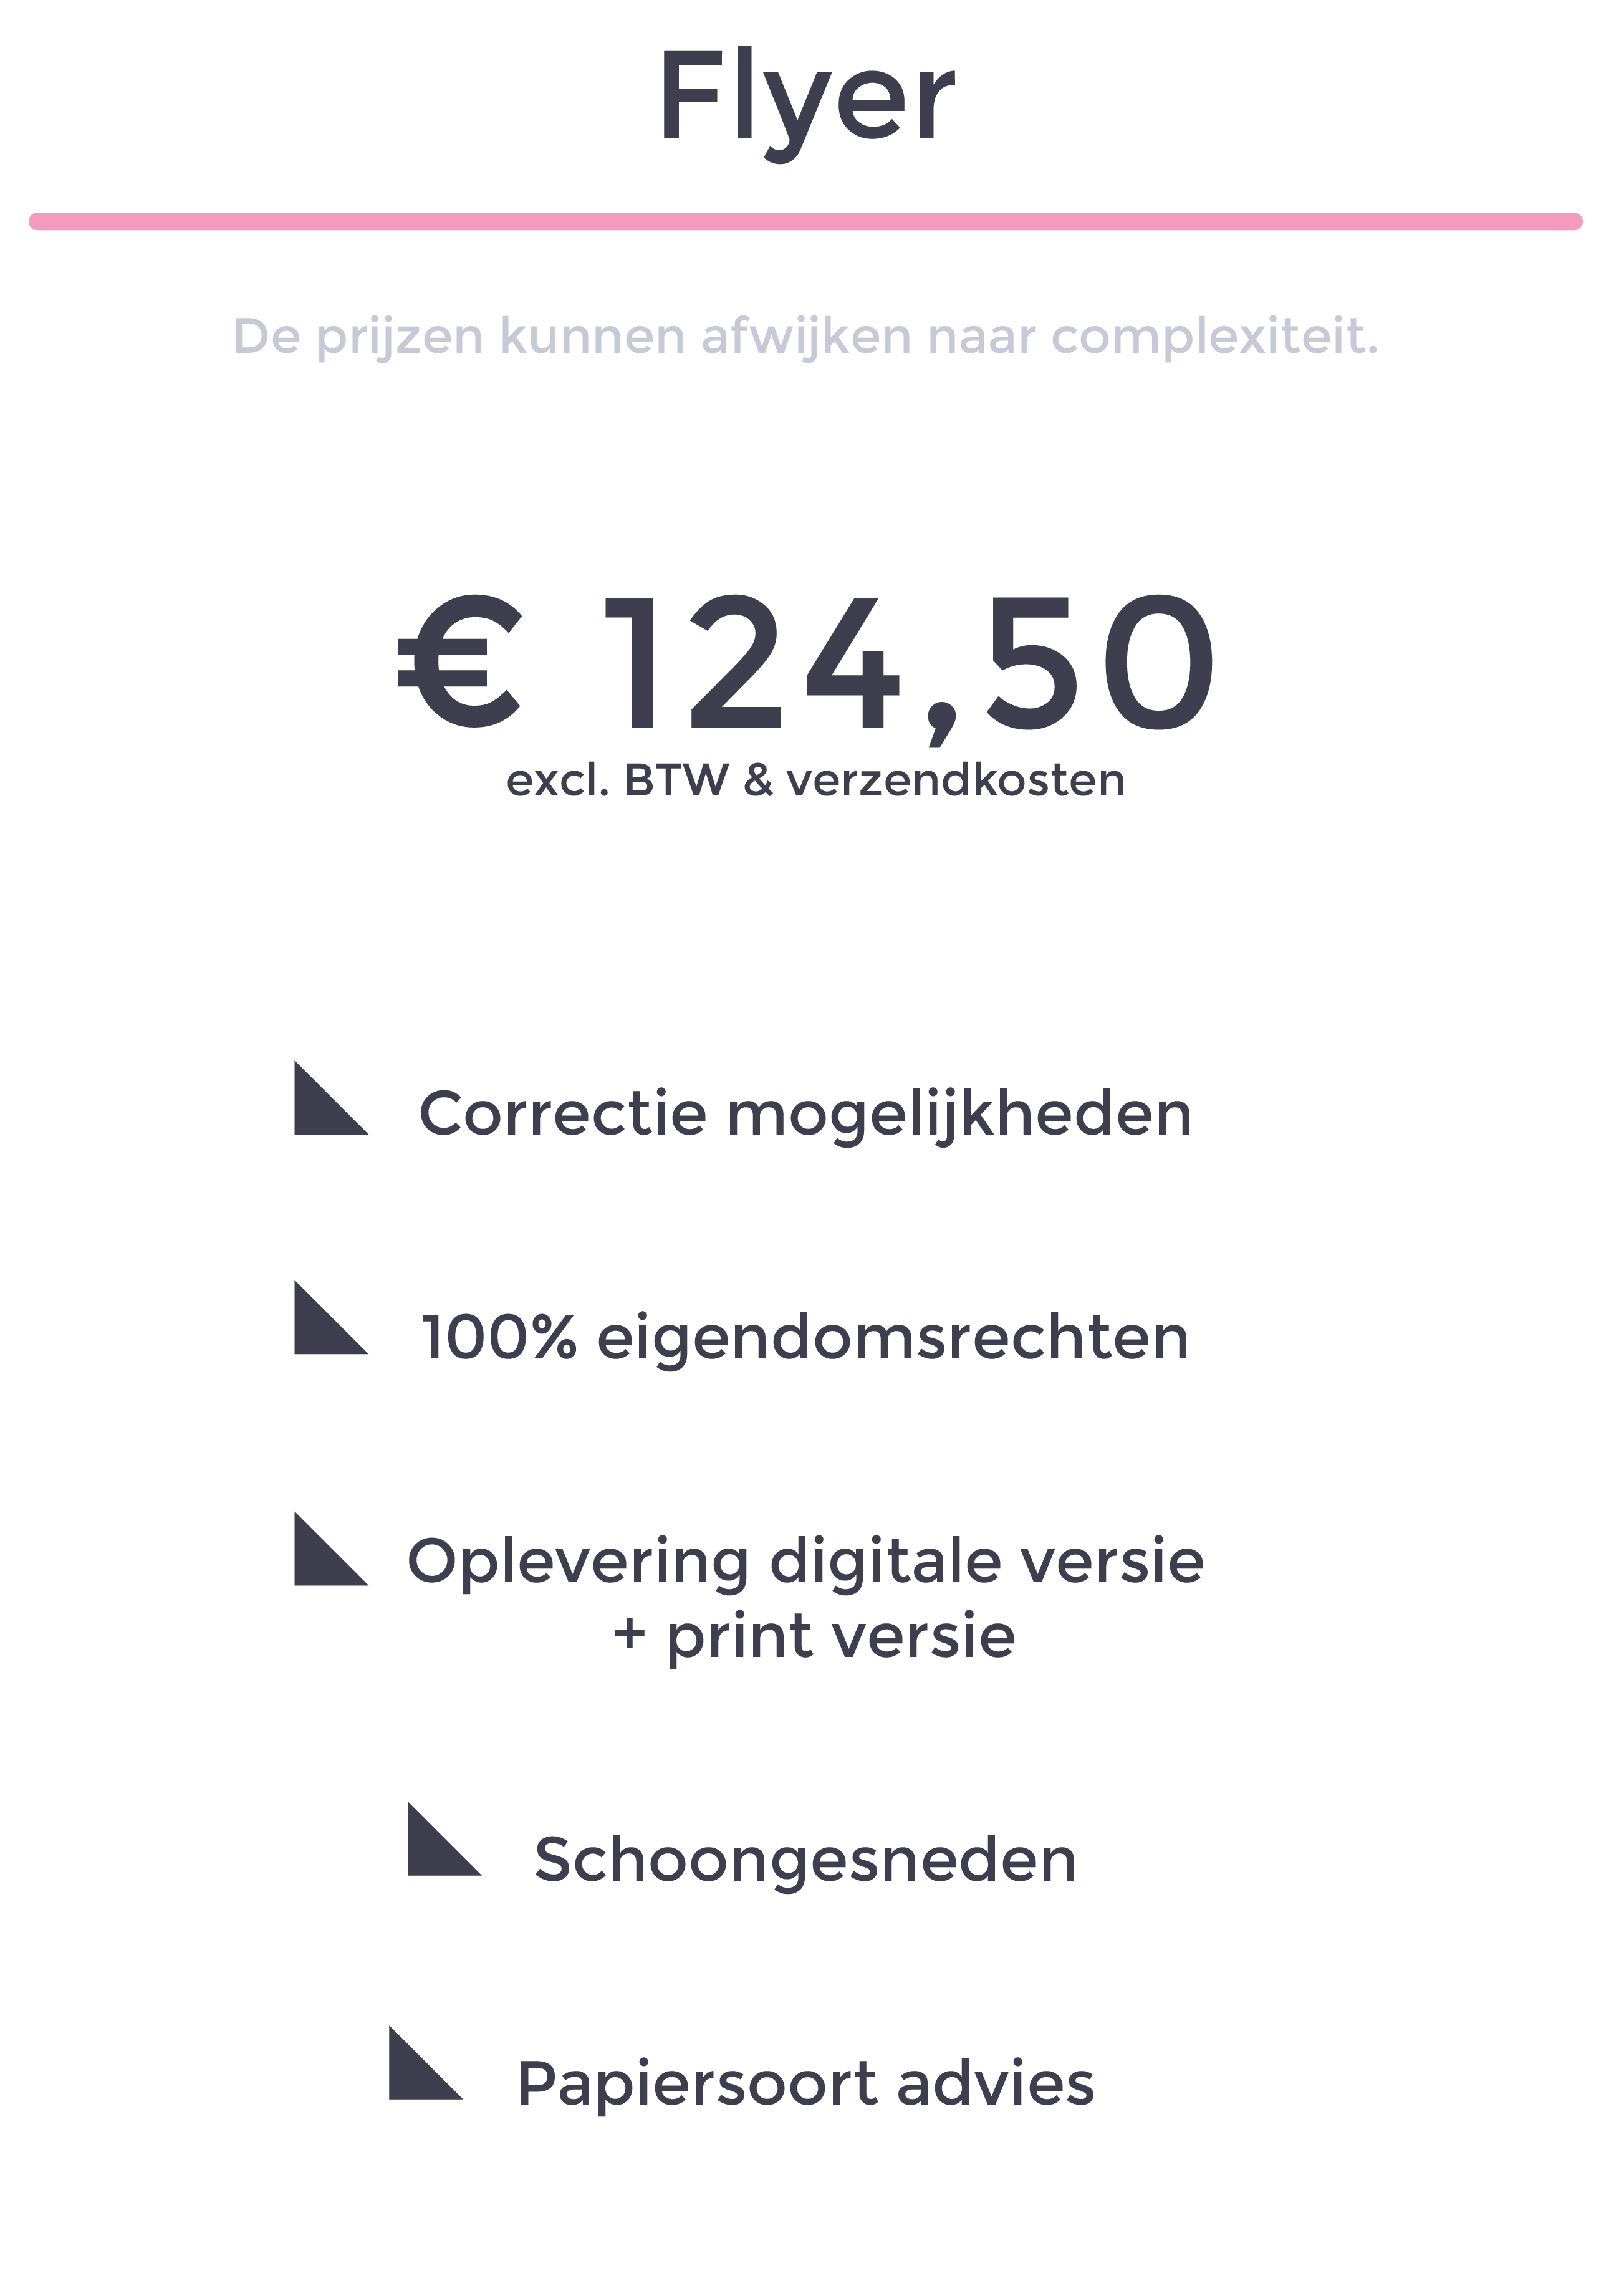 Flyer
De prijzen kunnen afwijken naar complexiteit.
€ 124,50
excl. BTW & verzendkosten
Correctie mogelijkheden
100% eigendomsrechten
Oplevering digitale versie
+ print versie
Schoongesneden
Papiersoort advies